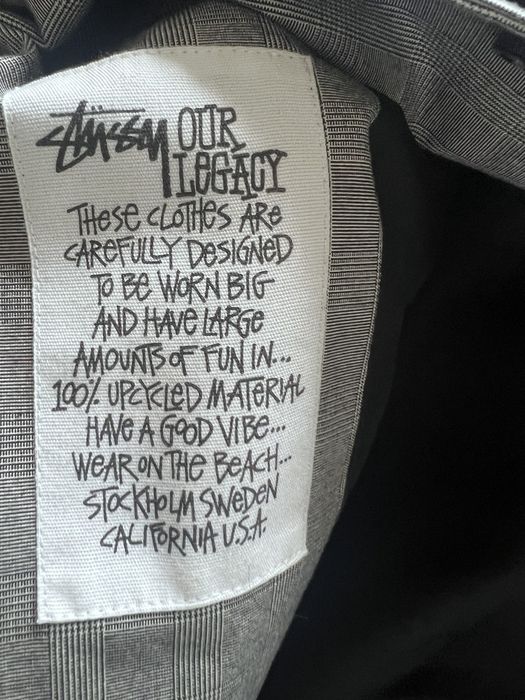 STÜSSY OUR
LEGACY
THESE CLOTHES ARE
CAREFULLY DESIGNED
TO BE WORN BIG
AND HAVE LARGE
AMOUNTS OF FUN IN...
100% UPCYCLED MATERIAL
HAVE A GOOD VIBE...
WEAR ON THE BEACH...
STOCKHOLM SWEDEN
CALIFORNIA U.S.A.